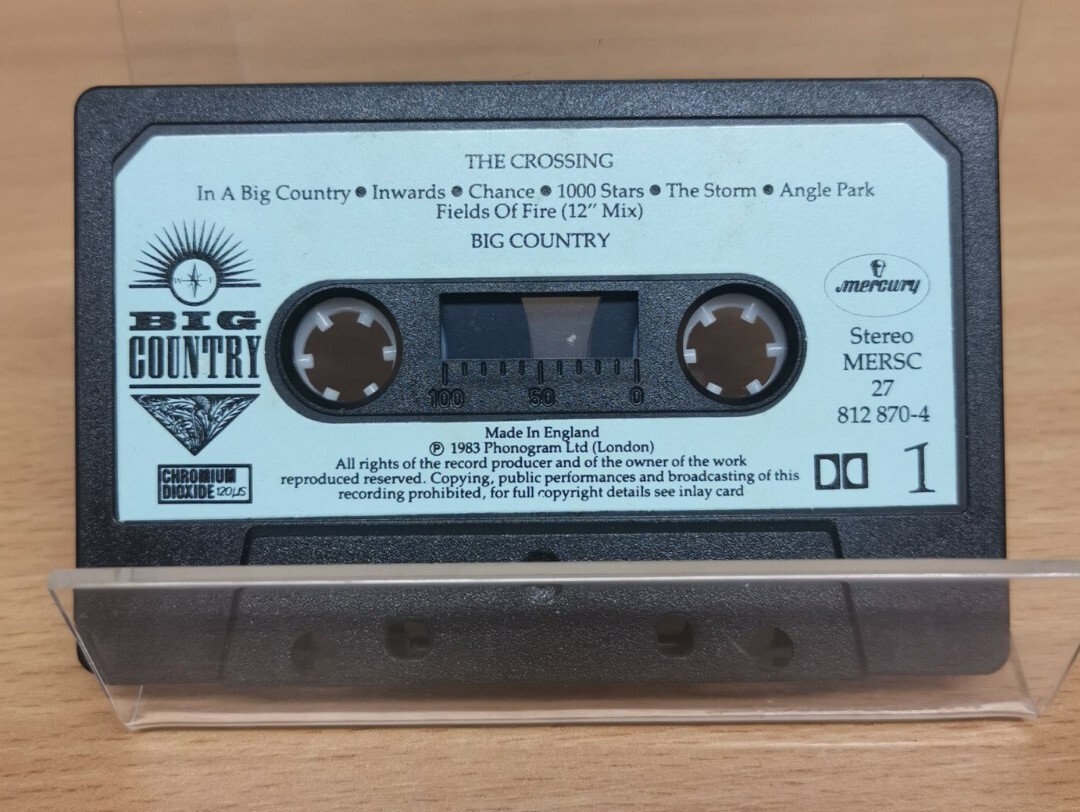 THE CROSSING
In A Big Country ● Inwards ● Chance ● 1000 Stars ● The Storm ● Angle Park
Fields Of Fire (12″ Mix)
BIG COUNTRY
W E
BIG
COUNTRY
CHROMIUM
DIOXIDE 120µS
mercury
Stereo
MERSC
27
812 870-4
1
100 50 0
Made In England
℗ 1983 Phonogram Ltd (London)
All rights of the record producer and of the owner of the work
reproduced reserved. Copying, public performances and broadcasting of this
recording prohibited, for full copyright details see inlay card